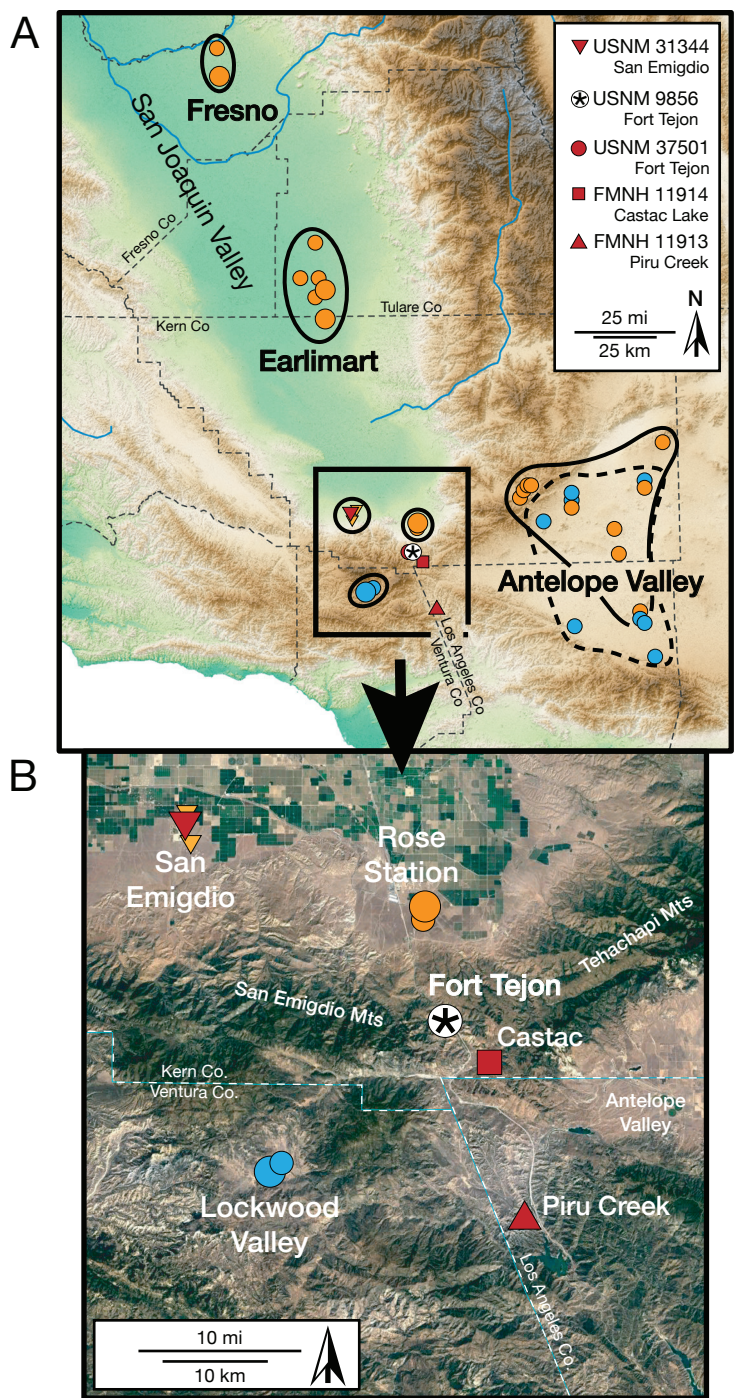 A
USNM 31344
San Emigdio
USNM 9856
Fort Tejon
USNM 37501
Fort Tejon
FMNH 11914
Castac Lake
FMNH 11913
Piru Creek
N
25 mi
25 km
Fresno
San Joaquin Valley
Fresno Co
Tulare Co
Kern Co
Earlimart
Antelope Valley
Los Angeles Co
Ventura Co
B
San
Emigdio
Rose
Station
Tehachapi Mts
Fort Tejon
San Emigdio Mts
Castac
Kern Co.
Ventura Co.
Antelope
Valley
Lockwood
Valley
Piru Creek
Los Angeles Co.
10 mi
10 km